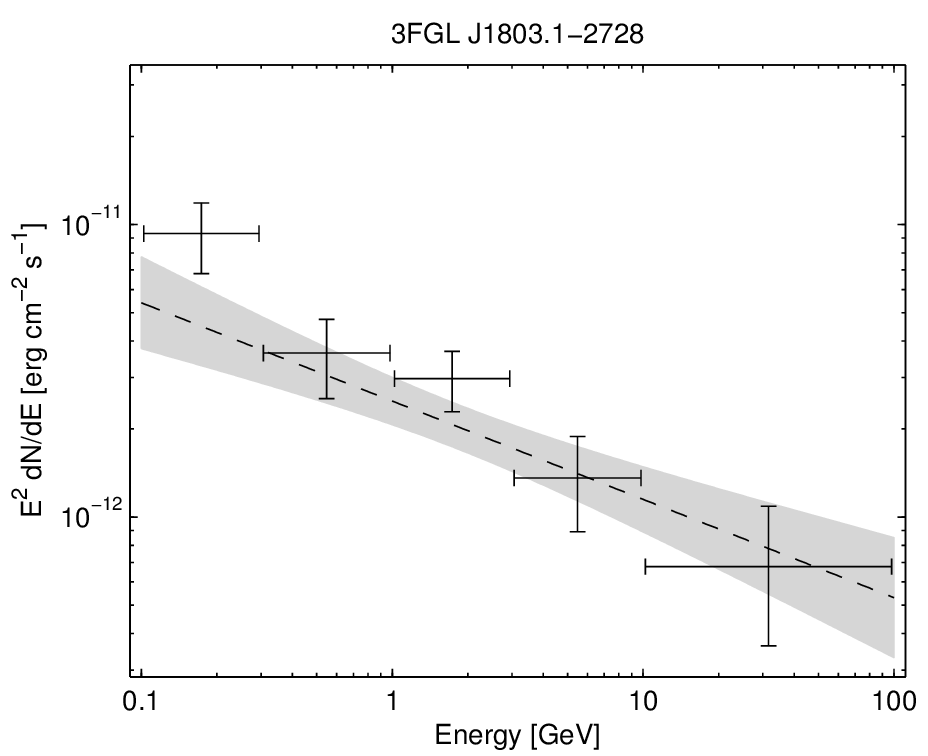 3FGL J1803.1−2728
10⁻¹¹
10⁻¹²
E² dN/dE [erg cm⁻² s⁻¹]
0.1 1 10 100
Energy [GeV]